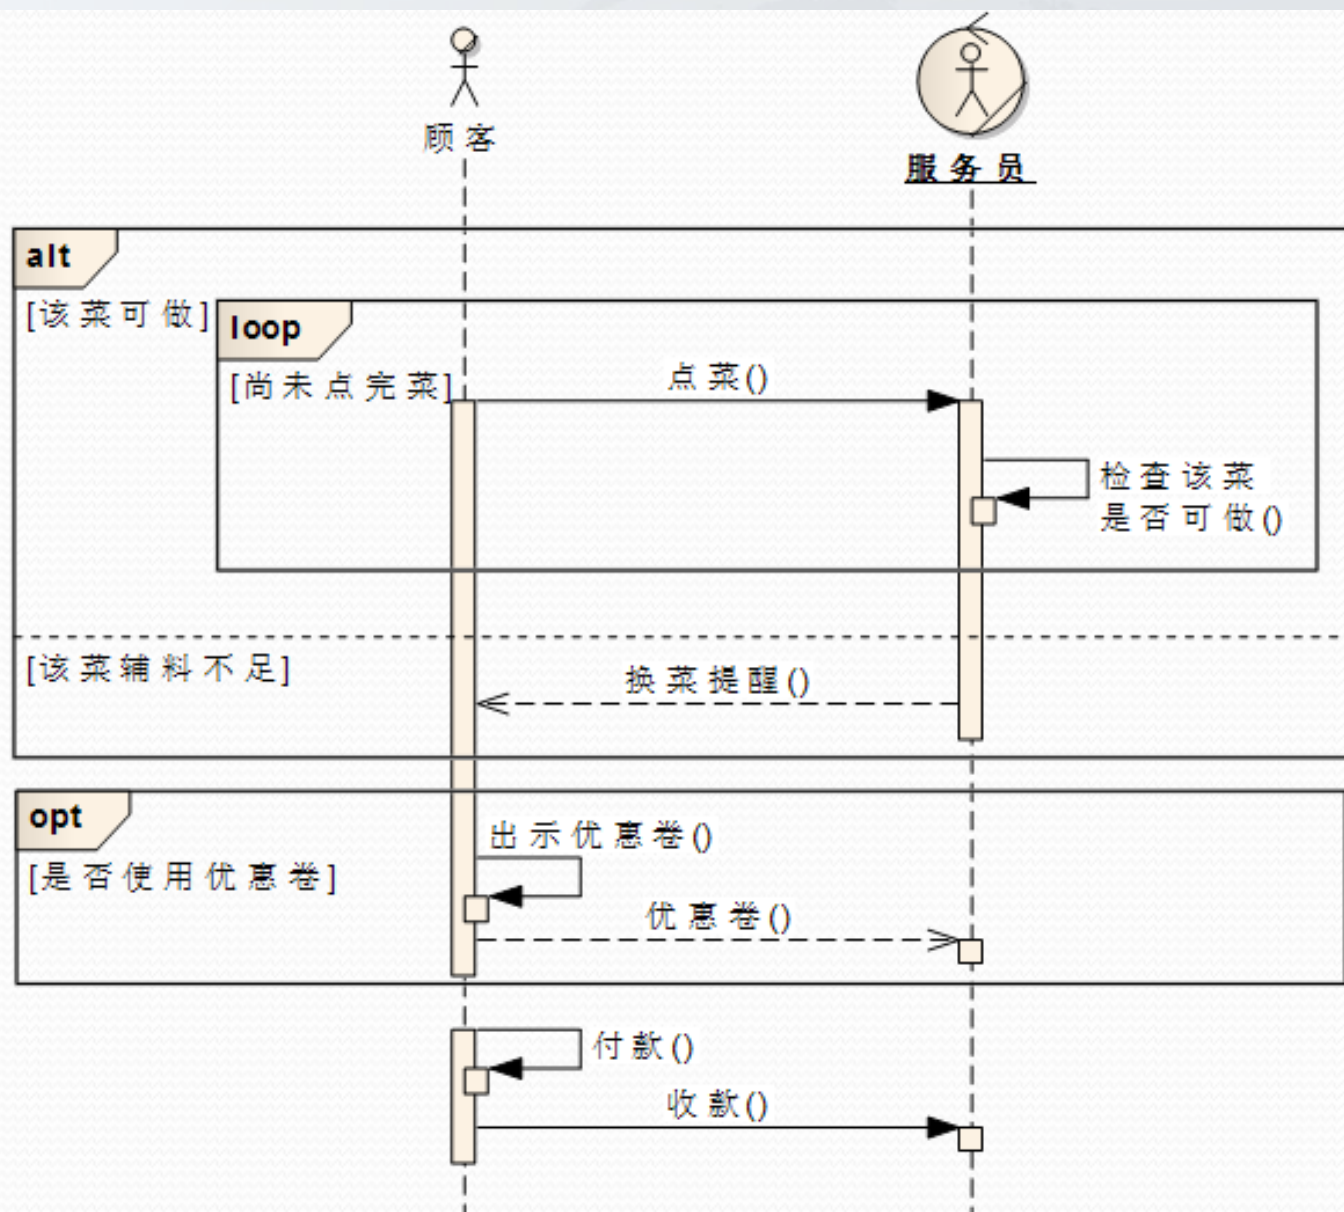 顾客
服务员
alt
[该菜可做]
loop
[尚未点完菜]
点菜()
检查该菜
是否可做()
[该菜辅料不足]
换菜提醒()
opt
出示优惠卷()
[是否使用优惠卷]
优惠卷()
付款()
收款()